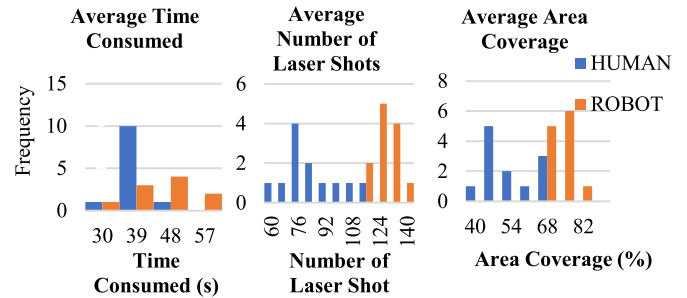 Average Time
Consumed
15
10
5
0
Frequency
30 39 48 57
Time
Consumed (s)
Average
Number of
Laser Shots
6
4
2
0
60 76 92 108 124 140
Number of
Laser Shot
Average Area
Coverage
8
6
4
2
0
40 54 68 82
Area Coverage (%)
HUMAN
ROBOT